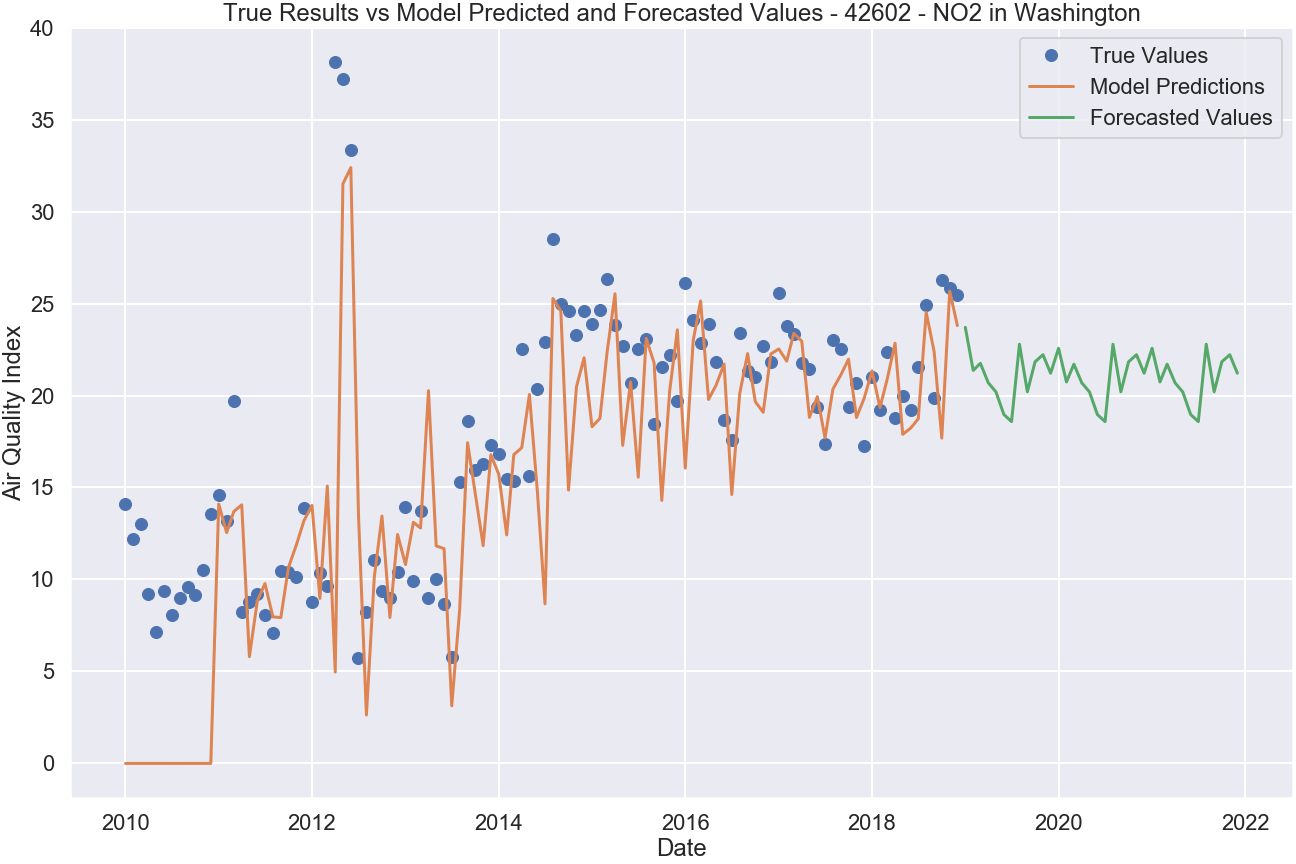 True Results vs Model Predicted and Forecasted Values - 42602 - NO2 in Washington
True Values
Model Predictions
Forecasted Values
Air Quality Index
40
35
30
25
20
15
10
5
0
2010 2012 2014 2016 2018 2020 2022
Date